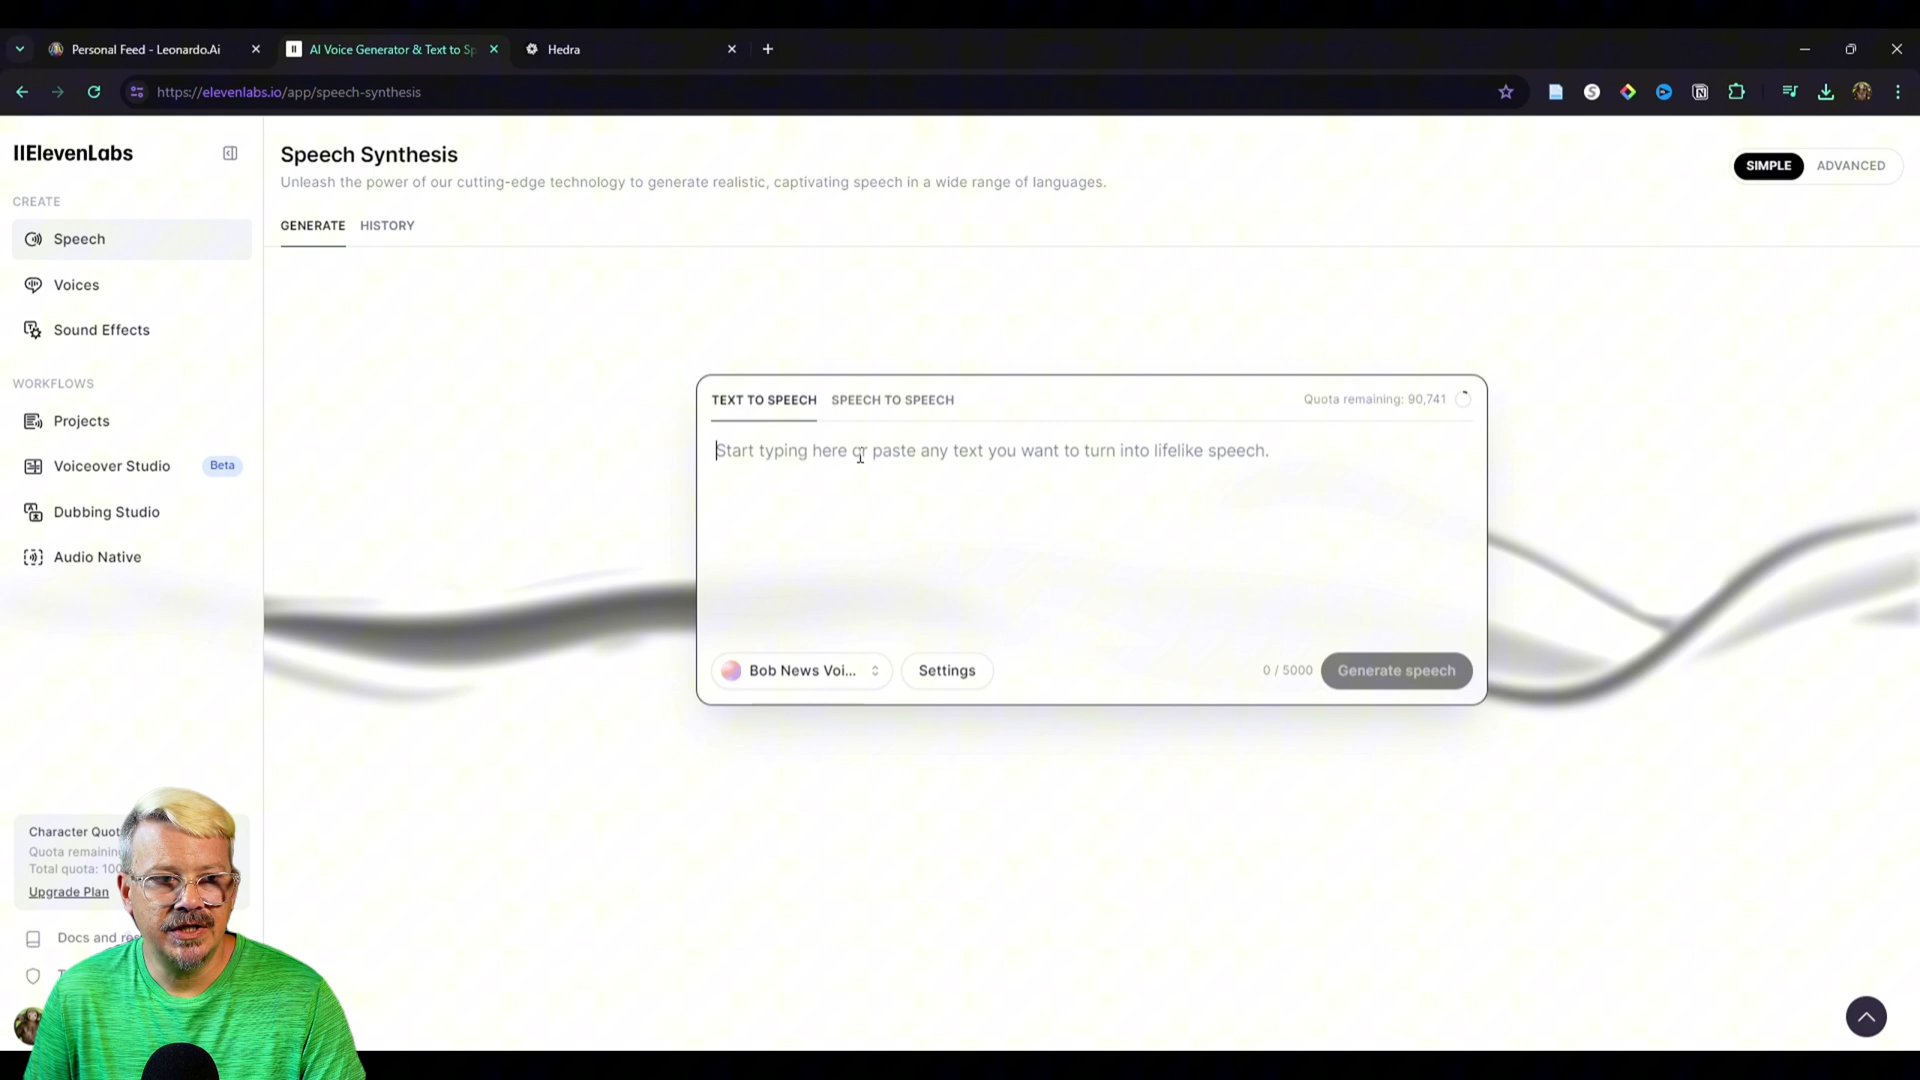 Personal Feed - Leonardo.Ai
AI Voice Generator & Text to Sp
Hedra
https://elevenlabs.io/app/speech-synthesis
IIElevenLabs
CREATE
Speech
Voices
Sound Effects
WORKFLOWS
Projects
Voiceover Studio Beta
Dubbing Studio
Audio Native
Character Quot
Quota remaining
Total quota: 100
Upgrade Plan
Docs and res
Speech Synthesis
Unleash the power of our cutting-edge technology to generate realistic, captivating speech in a wide range of languages.
SIMPLE ADVANCED
GENERATE HISTORY
TEXT TO SPEECH SPEECH TO SPEECH Quota remaining: 90,741
Start typing here or paste any text you want to turn into lifelike speech.
Bob News Voi... Settings 0 / 5000 Generate speech